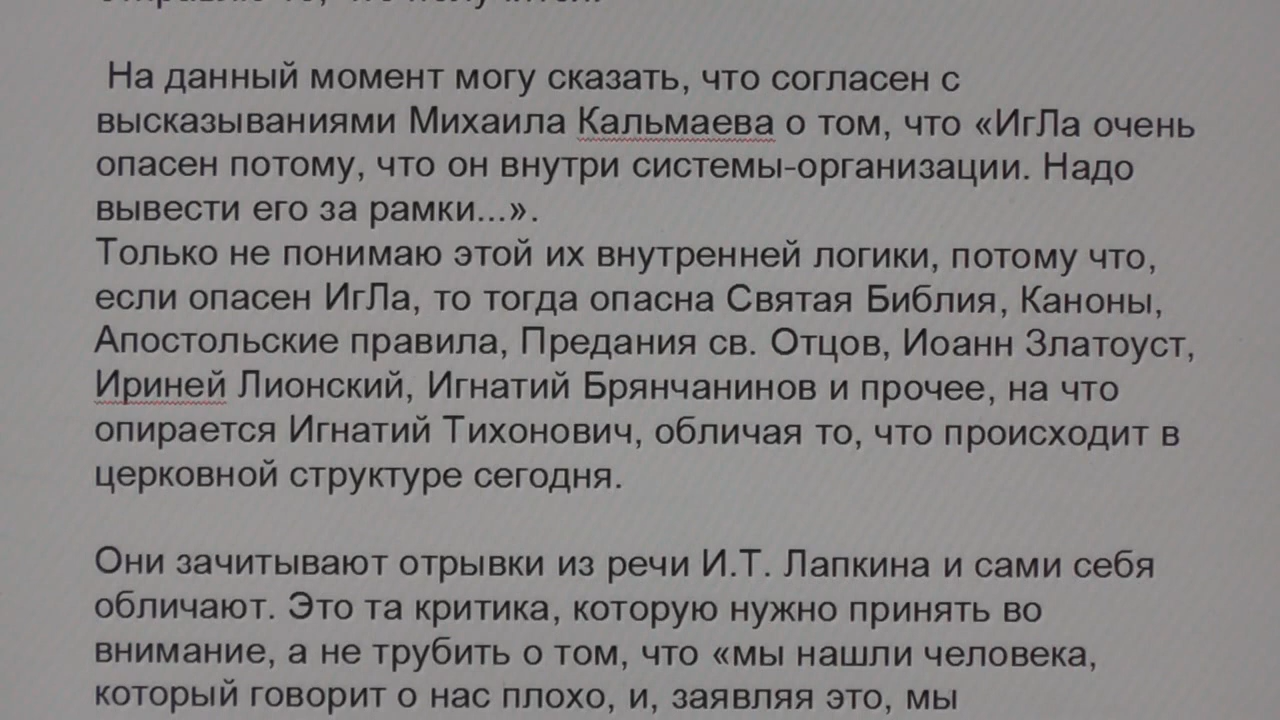 На данный момент могу сказать, что согласен с
высказываниями Михаила Кальмаева о том, что «ИгЛа очень
опасен потому, что он внутри системы-организации. Надо
вывести его за рамки...».
Только не понимаю этой их внутренней логики, потому что,
если опасен ИгЛа, то тогда опасна Святая Библия, Каноны,
Апостольские правила, Предания св. Отцов, Иоанн Златоуст,
Ириней Лионский, Игнатий Брянчанинов и прочее, на что
опирается Игнатий Тихонович, обличая то, что происходит в
церковной структуре сегодня.
Они зачитывают отрывки из речи И.Т. Лапкина и сами себя
обличают. Это та критика, которую нужно принять во
внимание, а не трубить о том, что «мы нашли человека,
который говорит о нас плохо, и, заявляя это, мы